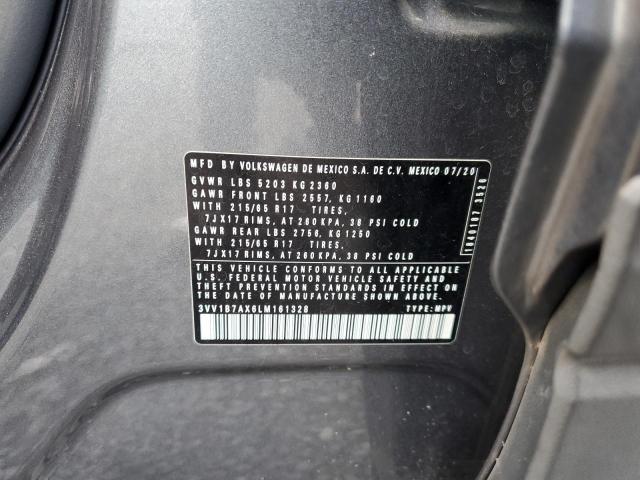 MFD BY VOLKSWAGEN DE MEXICO S.A. DE C.V. MEXICO 07/20
GVWR LBS 5203 KG 2360
GAWR FRONT LBS 2557, KG 1160
WITH 215/65 R17 TIRES,
7JX17 RIMS, AT 260 KPA, 38 PSI COLD
GAWR REAR LBS 2756, KG 1250
WITH 215/65 R17 TIRES,
7JX17 RIMS, AT 260 KPA, 38 PSI COLD
THIS VEHICLE CONFORMS TO ALL APPLICABLE
U.S. FEDERAL MOTOR VEHICLE SAFETY AND
THEFT PREVENTION STANDARDS IN EFFECT ON
THE DATE OF MANUFACTURE SHOWN ABOVE.
3VV1B7AX6LM161328 TYPE: MPV
3520